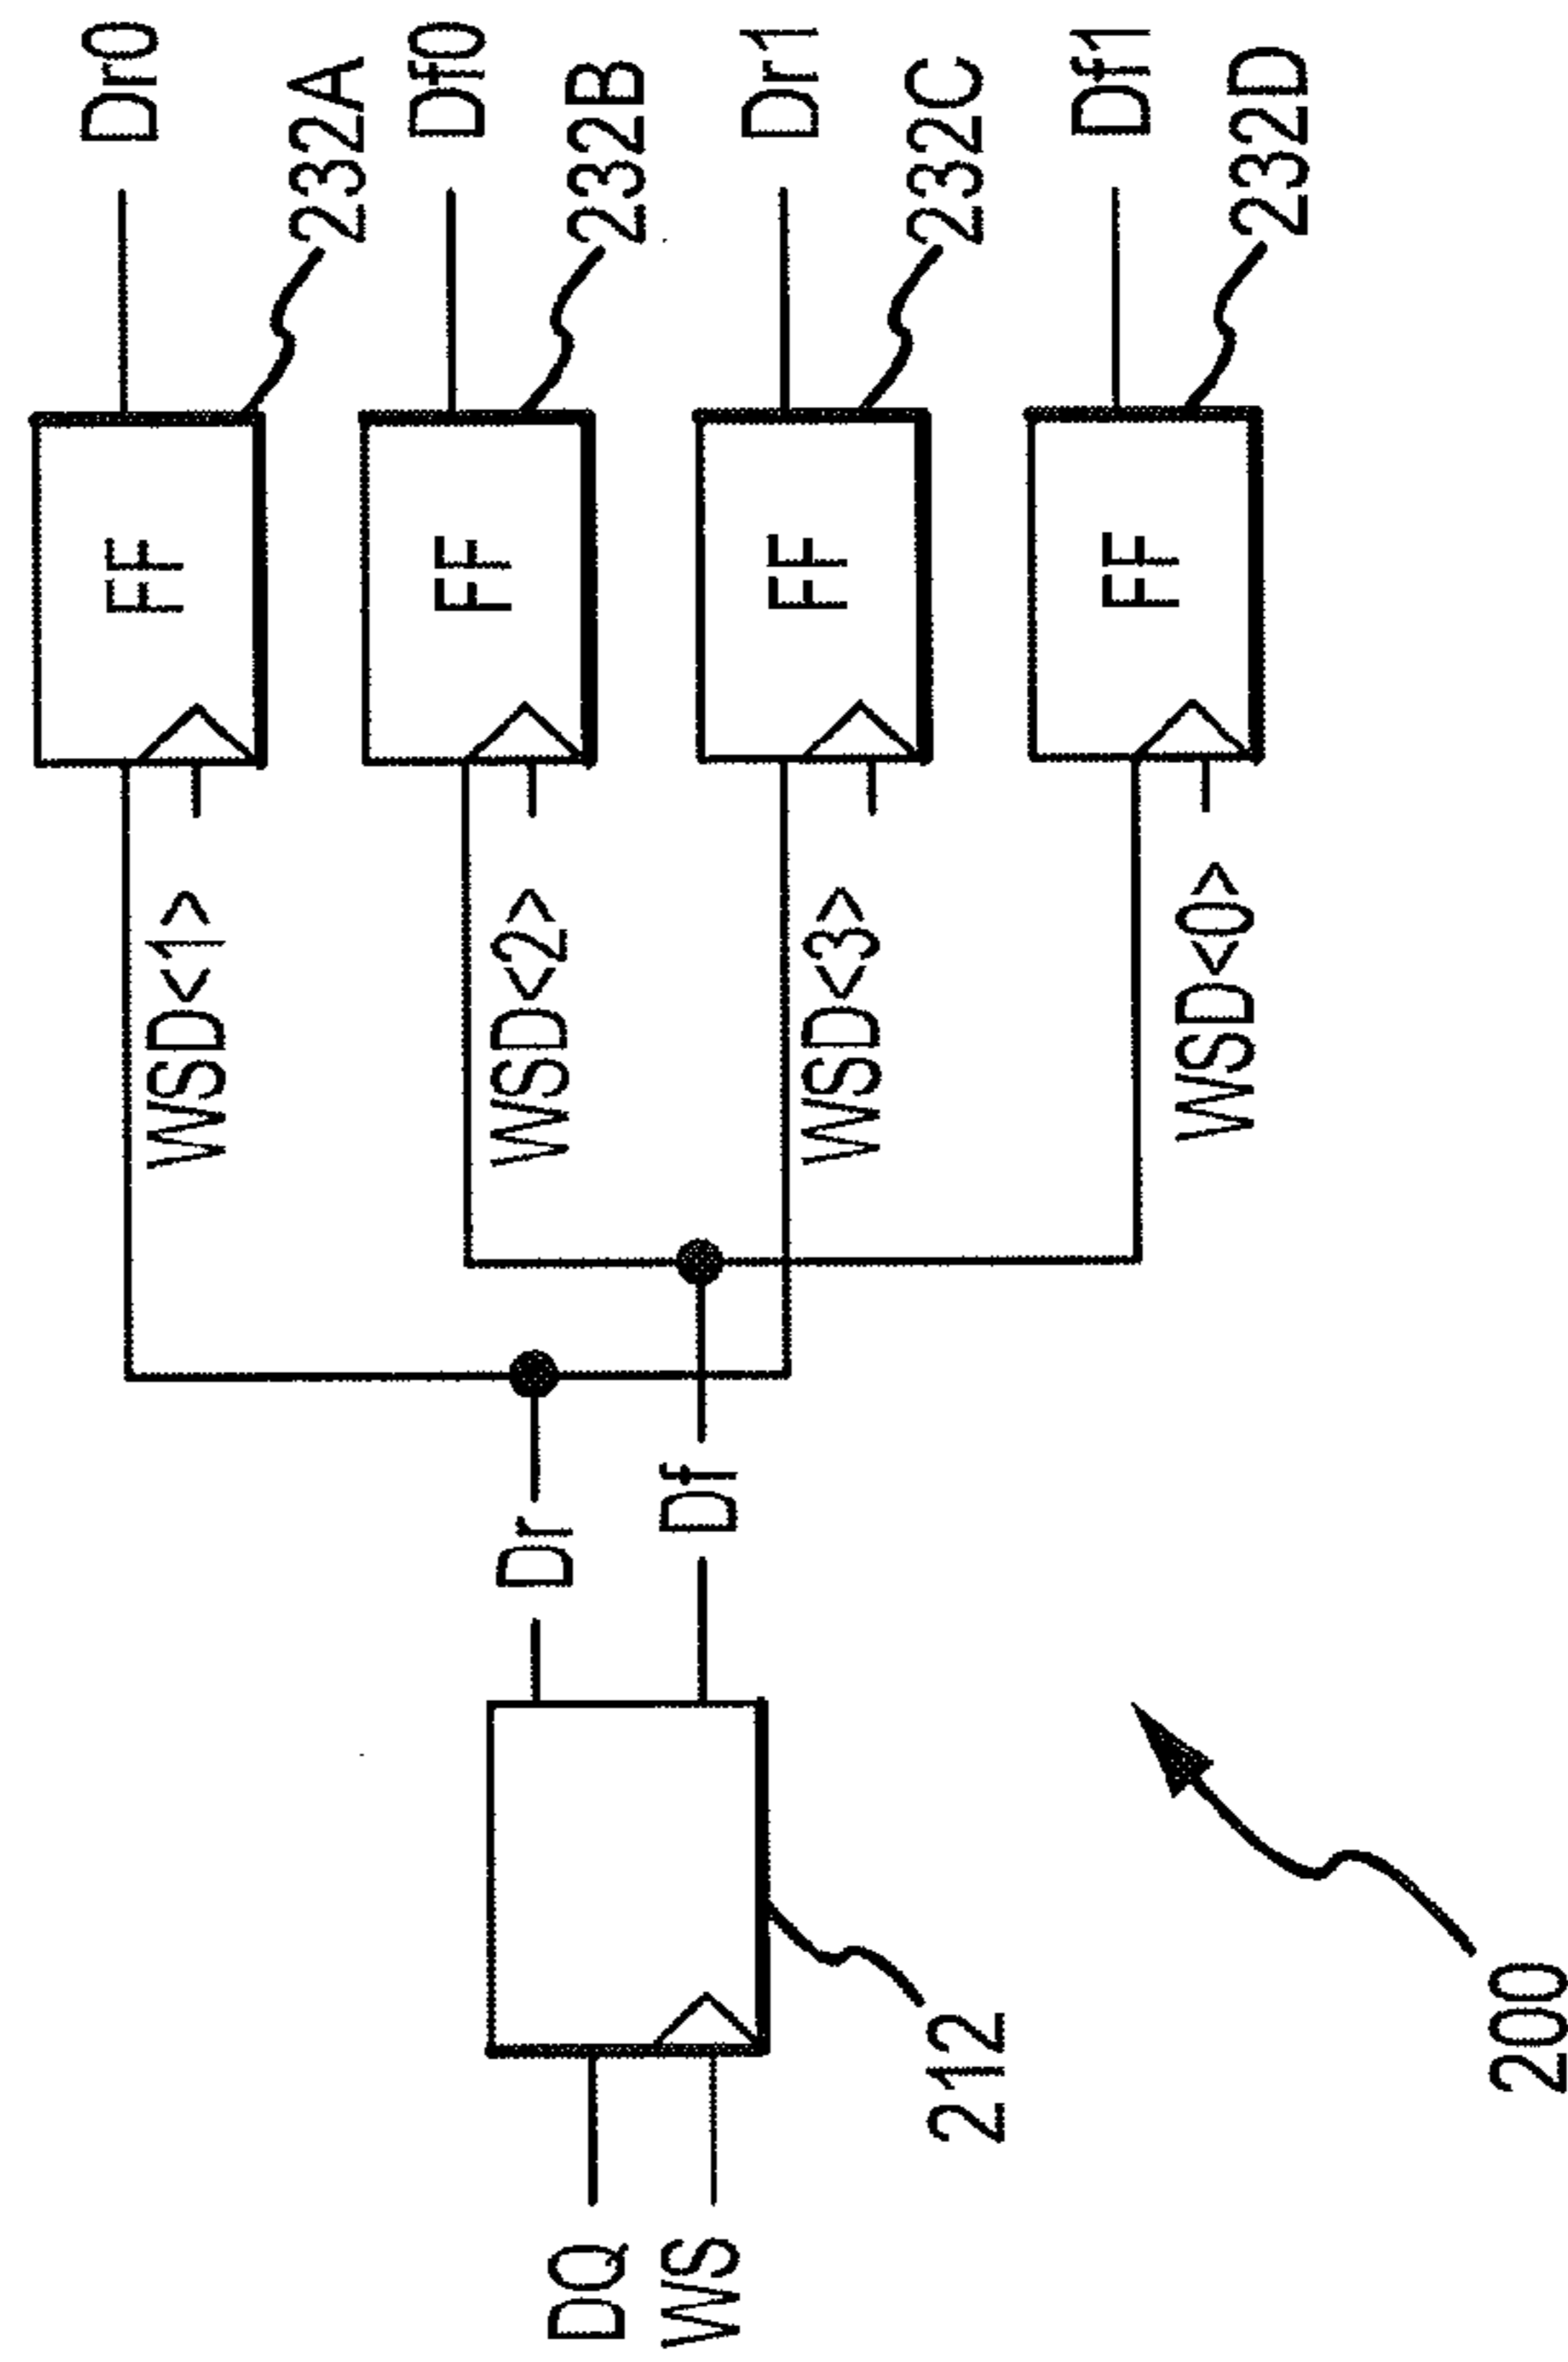 Dr0
232A
Df0
232B
Dr1
232C
Df1
232D
FF
FF
FF
FF
WSD<1>
WSD<2>
WSD<3>
WSD<0>
Dr
Df
DQ
WS
212
200